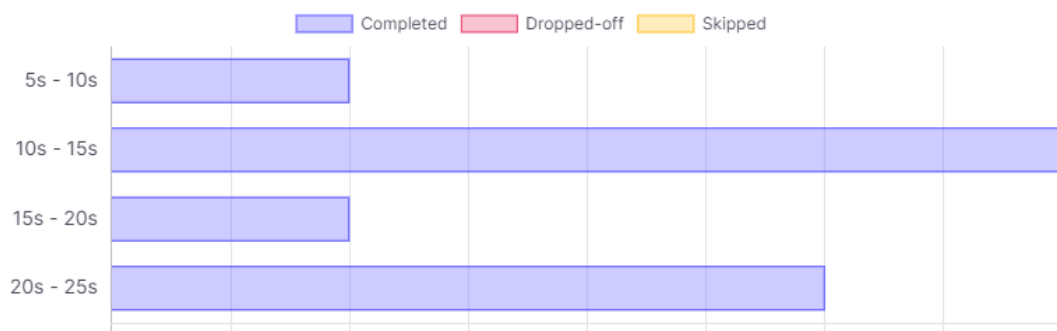 Completed Dropped-off Skipped
5s - 10s
10s - 15s
15s - 20s
20s - 25s